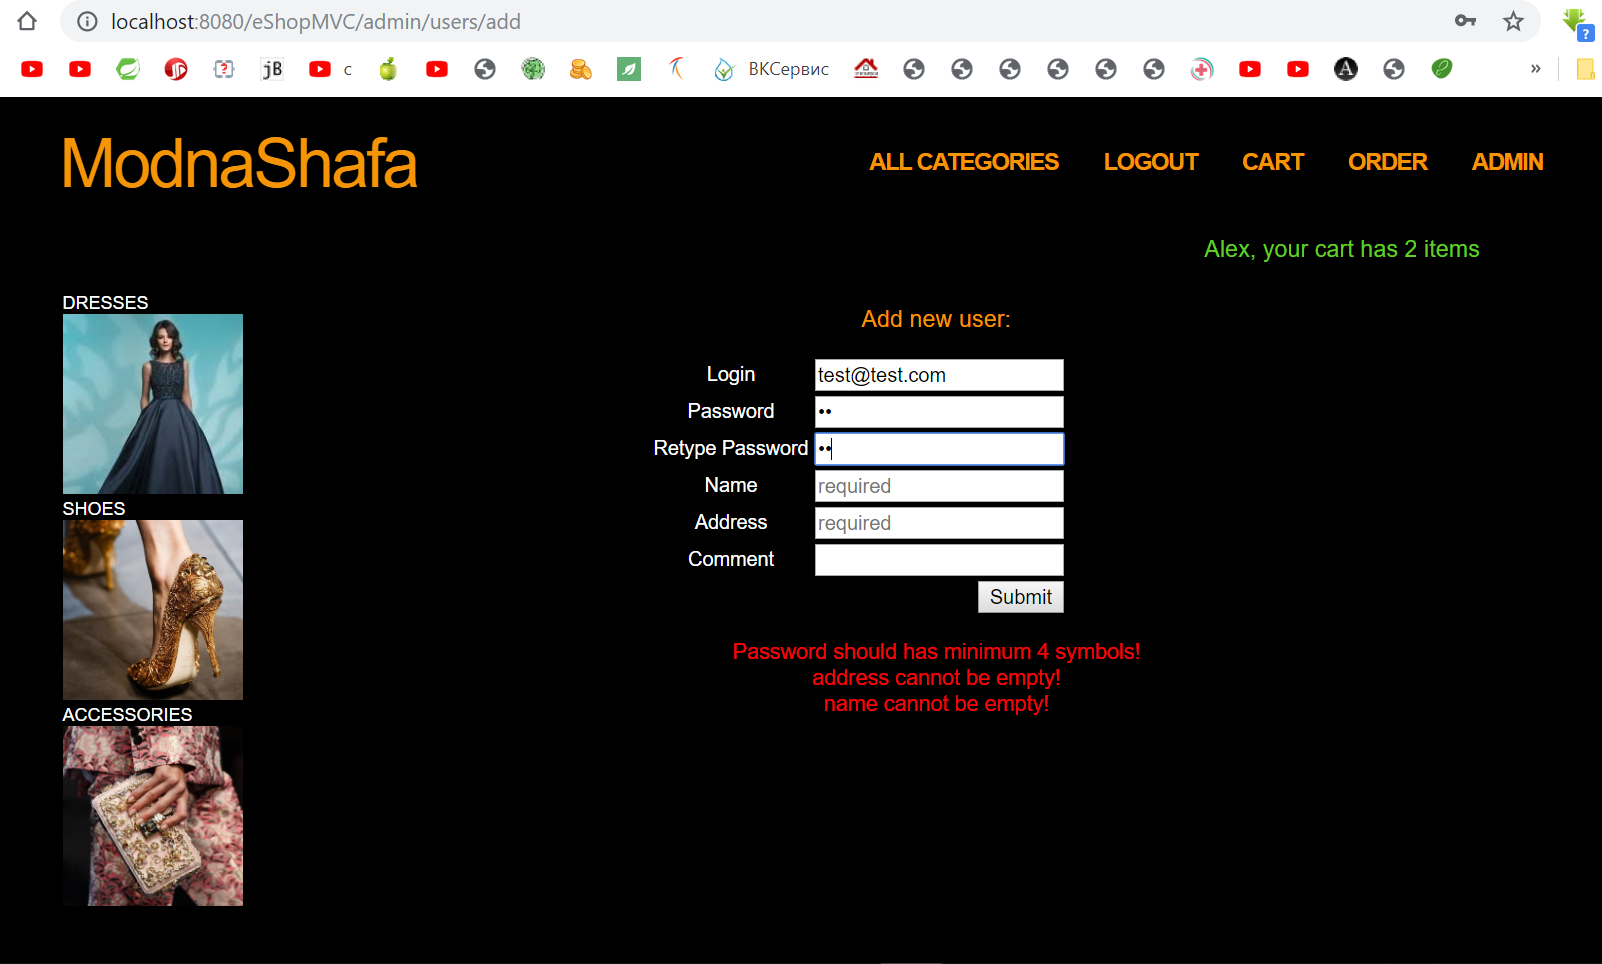 localhost:8080/eShopMVC/admin/users/add
?
{?} jB c ВКСервис A »
ModnaShafa
ALL CATEGORIES LOGOUT CART ORDER ADMIN
Alex, your cart has 2 items
DRESSES
SHOES
ACCESSORIES
Add new user:
Login test@test.com
Password ••
Retype Password ••
Name required
Address required
Comment
Submit
Password should has minimum 4 symbols!
address cannot be empty!
name cannot be empty!